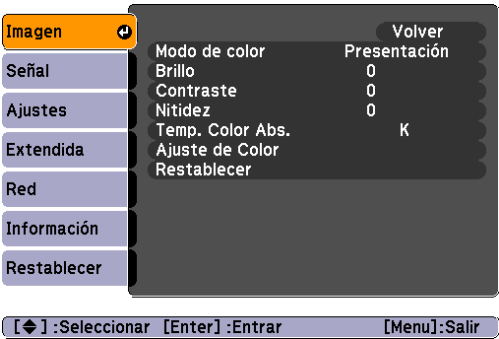 Imagen
Volver
Modo de color Presentación
Señal
Brillo 0
Contraste 0
Ajustes
Nitidez 0
Temp. Color Abs. K
Extendida
Ajuste de Color
Restablecer
Red
Información
Restablecer
[◆] :Seleccionar [Enter] :Entrar [Menu]:Salir